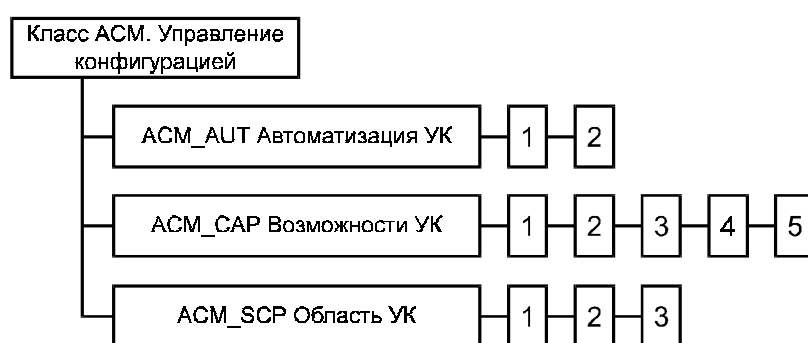 Класс АСМ. Управление
конфигурацией
ACM_AUT Автоматизация УК 1 2
ACM_CAP Возможности УК 1 2 3 4 5
ACM_SCP Область УК 1 2 3